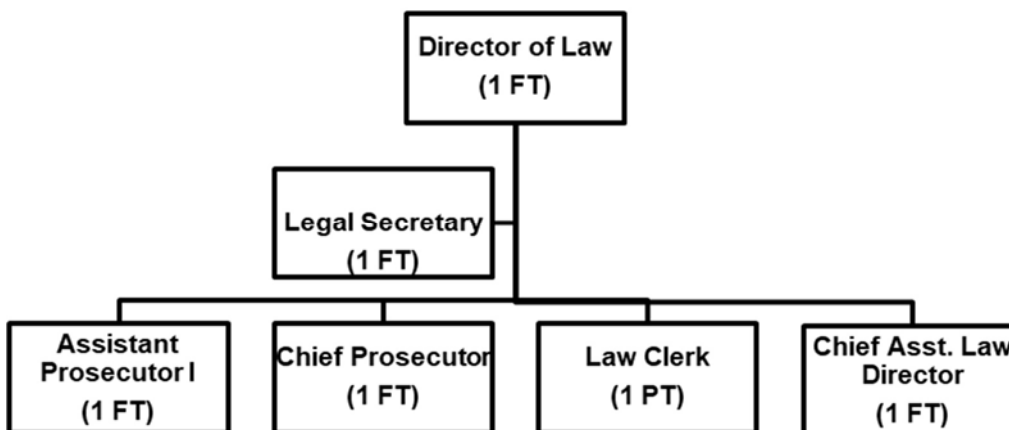 Director of Law
(1 FT)
Legal Secretary
(1 FT)
Assistant
Prosecutor I
(1 FT)
Chief Prosecutor
(1 FT)
Law Clerk
(1 PT)
Chief Asst. Law
Director
(1 FT)